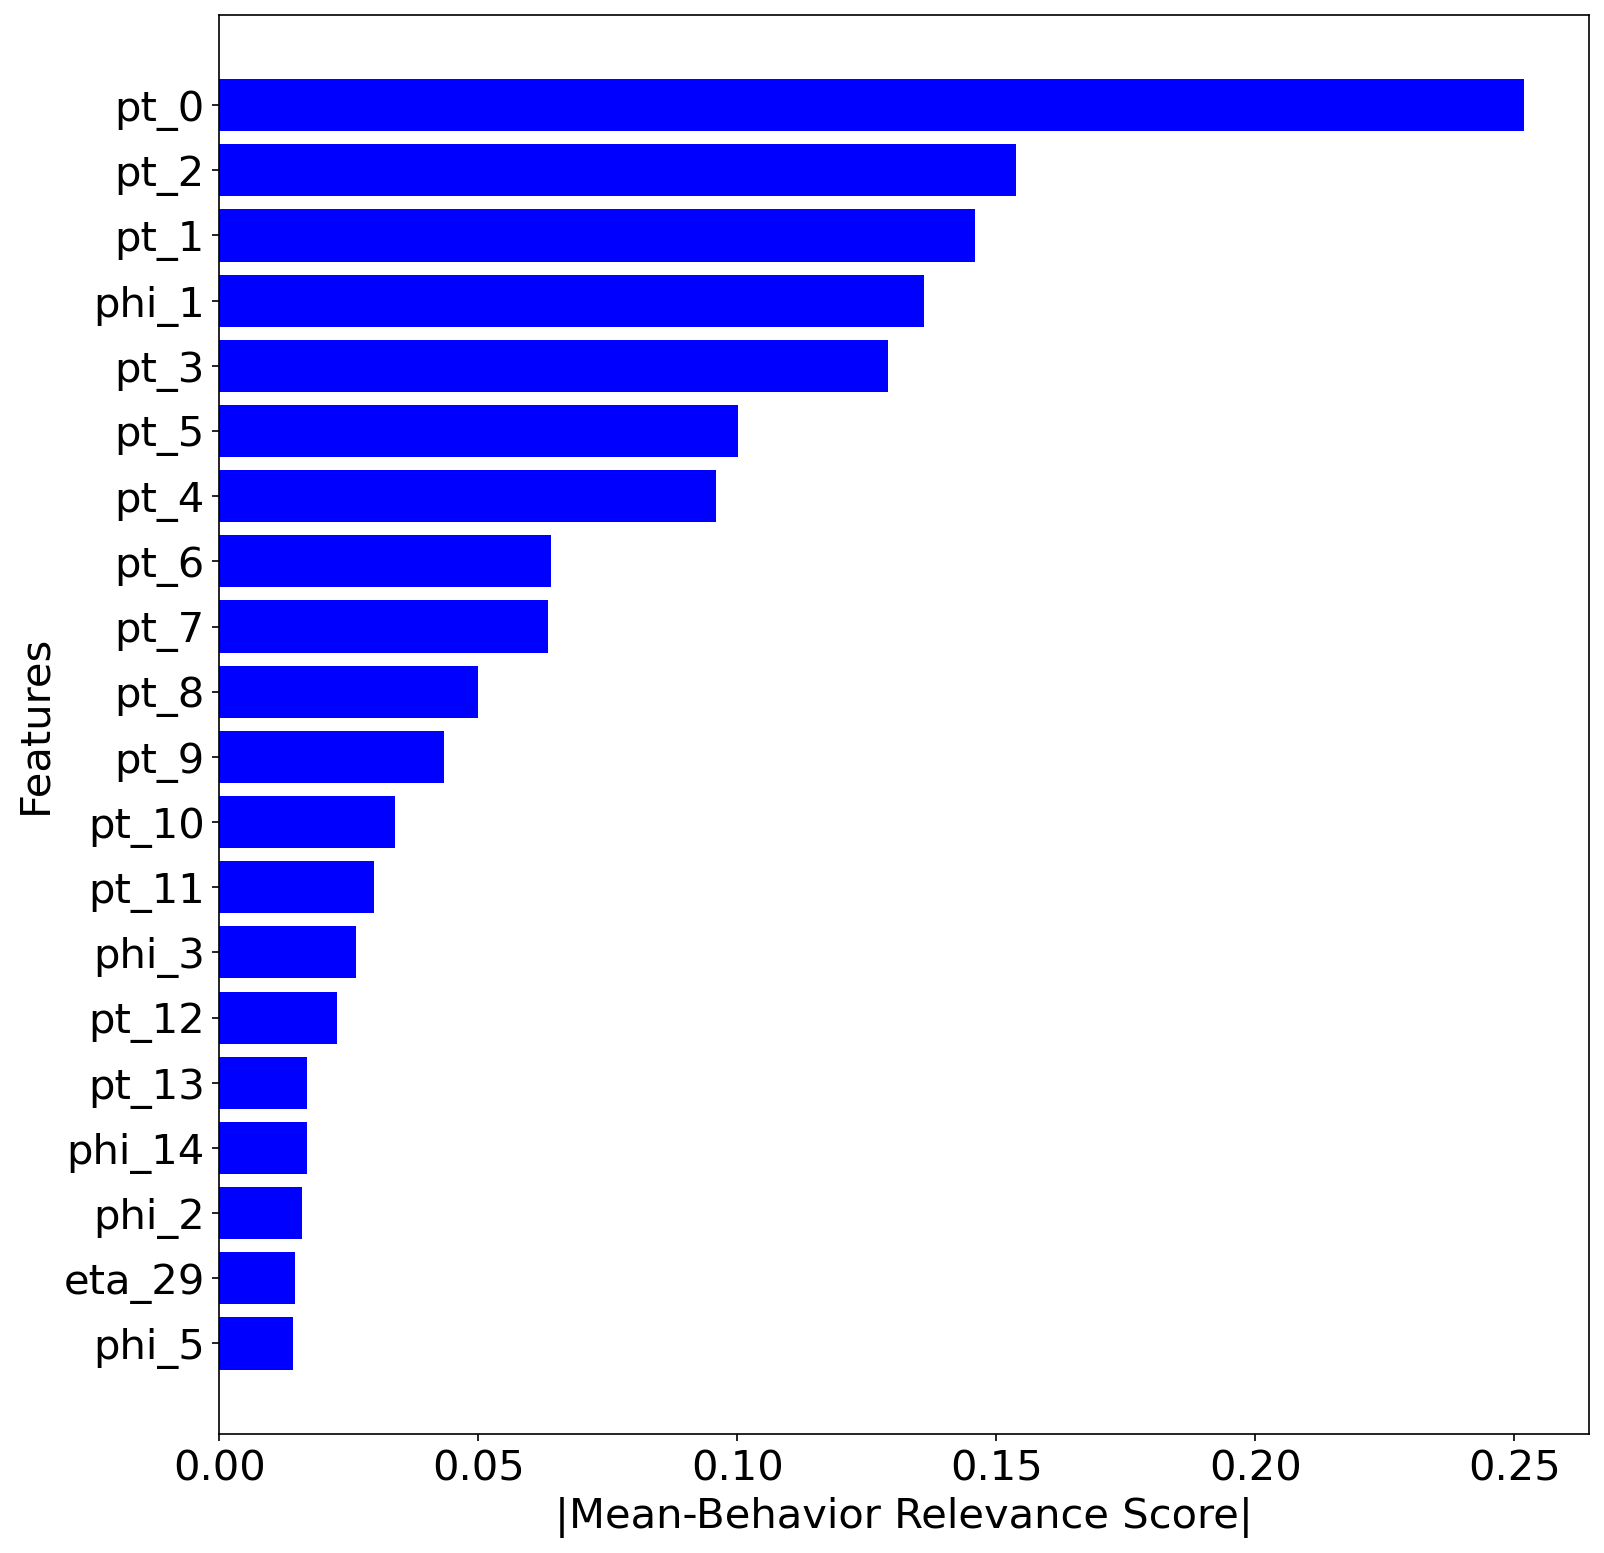 pt_0
pt_2
pt_1
phi_1
pt_3
pt_5
pt_4
pt_6
pt_7
pt_8
pt_9
pt_10
pt_11
phi_3
pt_12
pt_13
phi_14
phi_2
eta_29
phi_5
Features
0.00 0.05 0.10 0.15 0.20 0.25
|Mean-Behavior Relevance Score|